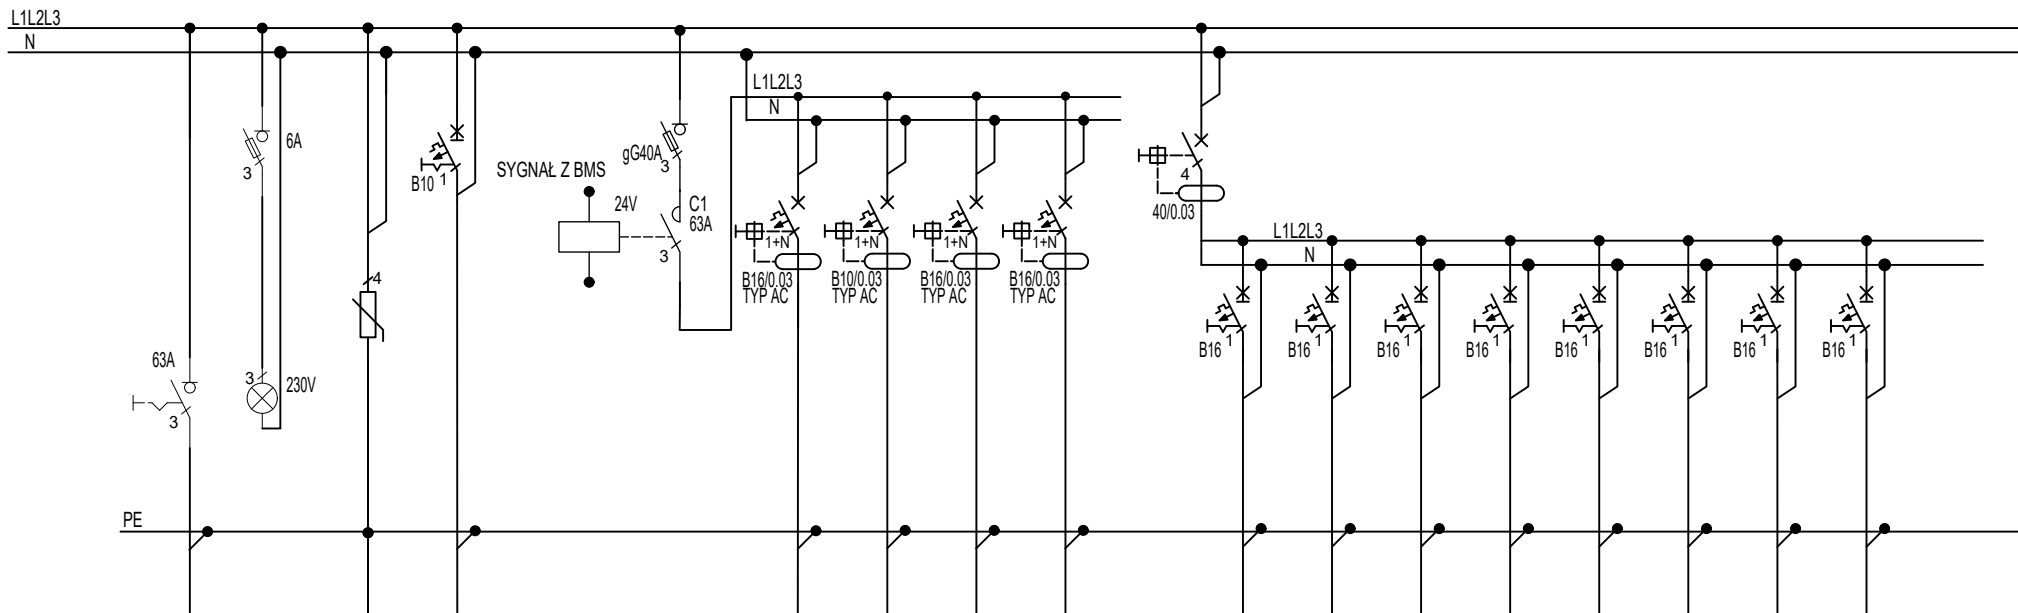 L1L2L3
N
L1L2L3
N
6A
3
B10 1
gG40A
3
SYGNAŁ Z BMS
24V
C1
63A
3
1+N
B16/0.03
TYP AC
1+N
B10/0.03
TYP AC
1+N
B16/0.03
TYP AC
1+N
B16/0.03
TYP AC
4
40/0.03
L1L2L3
N
4
63A
3
3
230V
B16 1
B16 1
B16 1
B16 1
B16 1
B16 1
B16 1
B16 1
PE